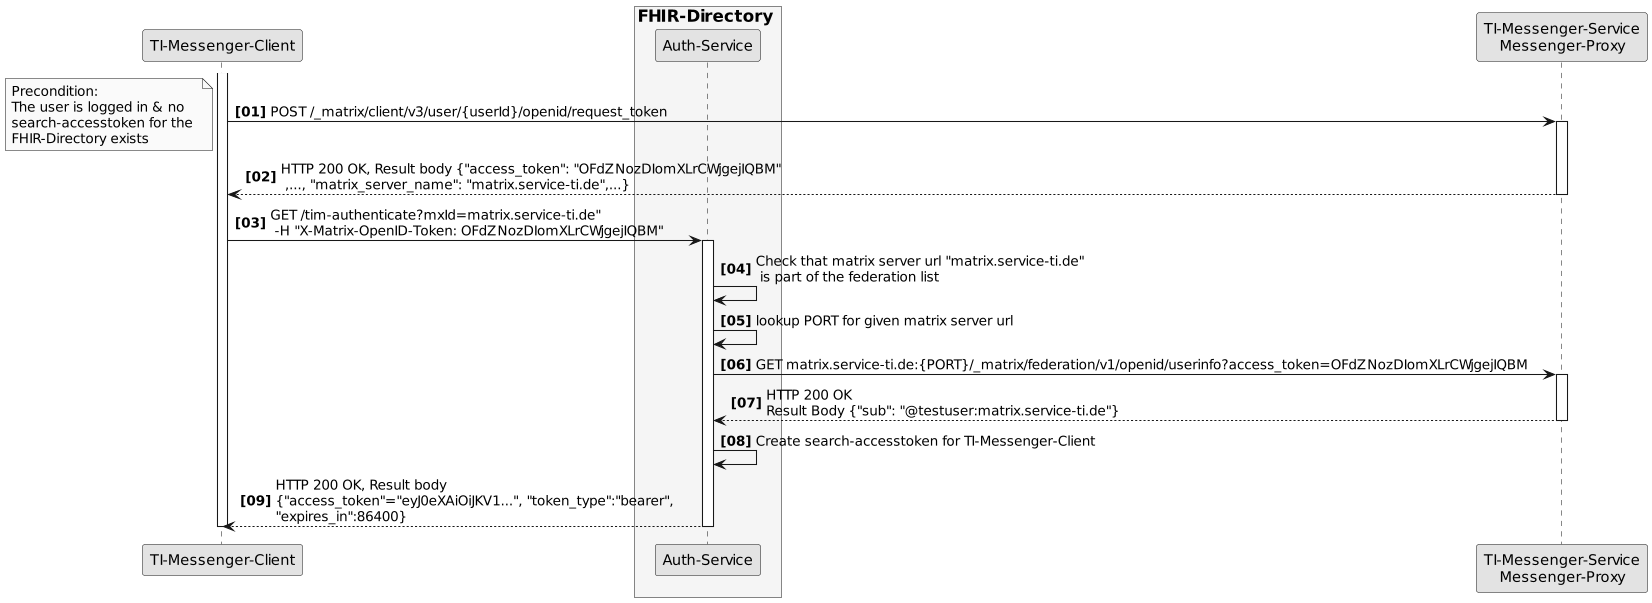 FHIR-Directory
TI-Messenger-Client
Auth-Service
TI-Messenger-Service
Messenger-Proxy
Precondition:
The user is logged in & no
search-accesstoken for the
FHIR-Directory exists
[01] POST /_matrix/client/v3/user/{userId}/openid/request_token
[02] HTTP 200 OK, Result body {"access_token": "OFdZNozDIomXLrCWjgejIQBM"
,..., "matrix_server_name": "matrix.service-ti.de",...}
[03] GET /tim-authenticate?mxId=matrix.service-ti.de"
-H "X-Matrix-OpenID-Token: OFdZNozDIomXLrCWjgejIQBM"
[04] Check that matrix server url "matrix.service-ti.de"
is part of the federation list
[05] lookup PORT for given matrix server url
[06] GET matrix.service-ti.de:{PORT}/_matrix/federation/v1/openid/userinfo?access_token=OFdZNozDIomXLrCWjgejIQBM
[07] HTTP 200 OK
Result Body {"sub": "@testuser:matrix.service-ti.de"}
[08] Create search-accesstoken for TI-Messenger-Client
HTTP 200 OK, Result body
[09] {"access_token"="eyJ0eXAiOiJKV1...", "token_type":"bearer",
"expires_in":86400}
TI-Messenger-Client
Auth-Service
TI-Messenger-Service
Messenger-Proxy